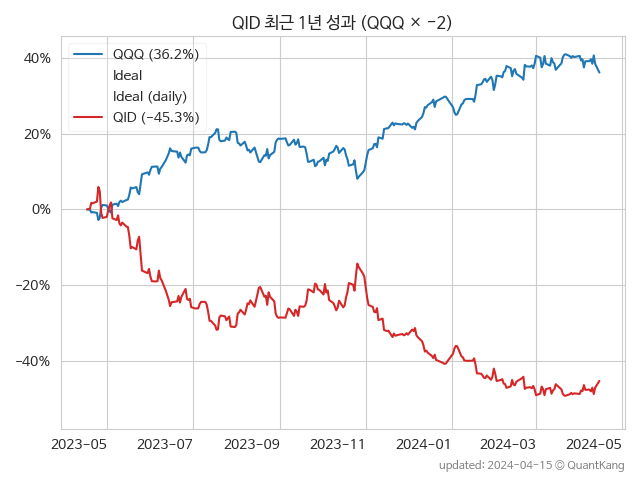 QID 최근 1년 성과 (QQQ × −2)
QQQ (36.2%)
Ideal
Ideal (daily)
QID (−45.3%)
40%
20%
0%
−20%
−40%
2023-05 2023-07 2023-09 2023-11 2024-01 2024-03 2024-05
updated: 2024-04-15 © QuantKang